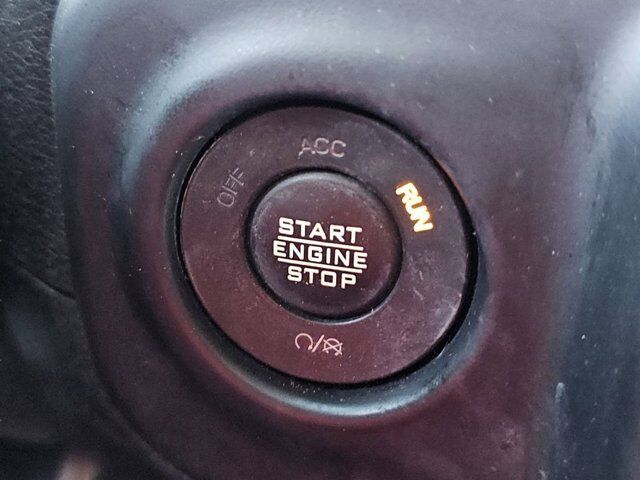 ACC
OFF
RUN
START
ENGINE
STOP